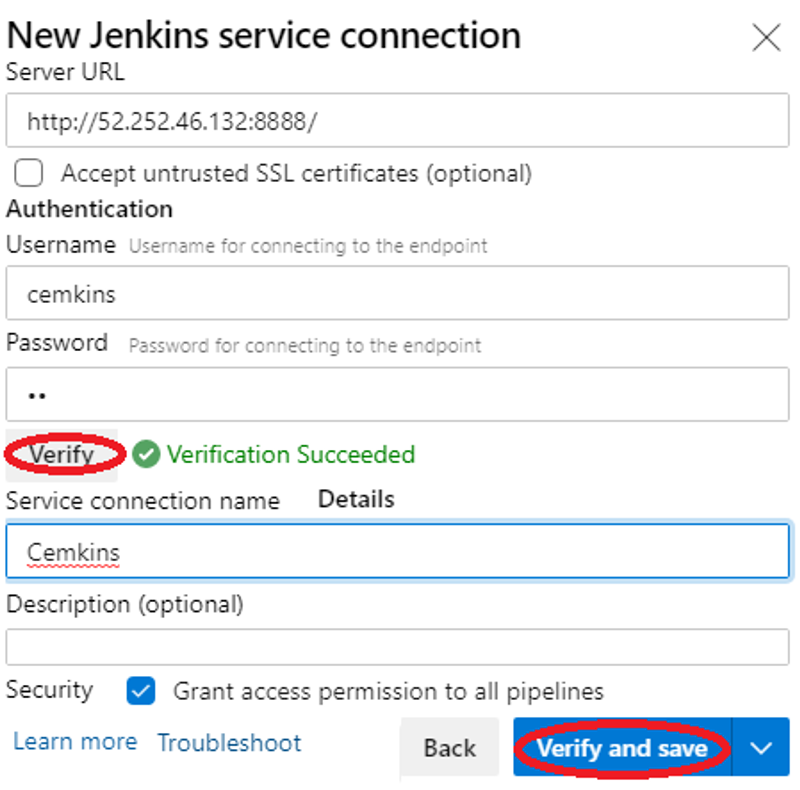 New Jenkins service connection
Server URL
http://52.252.46.132:8888/
Accept untrusted SSL certificates (optional)
Authentication
Username Username for connecting to the endpoint
cemkins
Password Password for connecting to the endpoint
••
Verify Verification Succeeded
Service connection name Details
Cemkins
Description (optional)
Security Grant access permission to all pipelines
Learn more Troubleshoot Back Verify and save